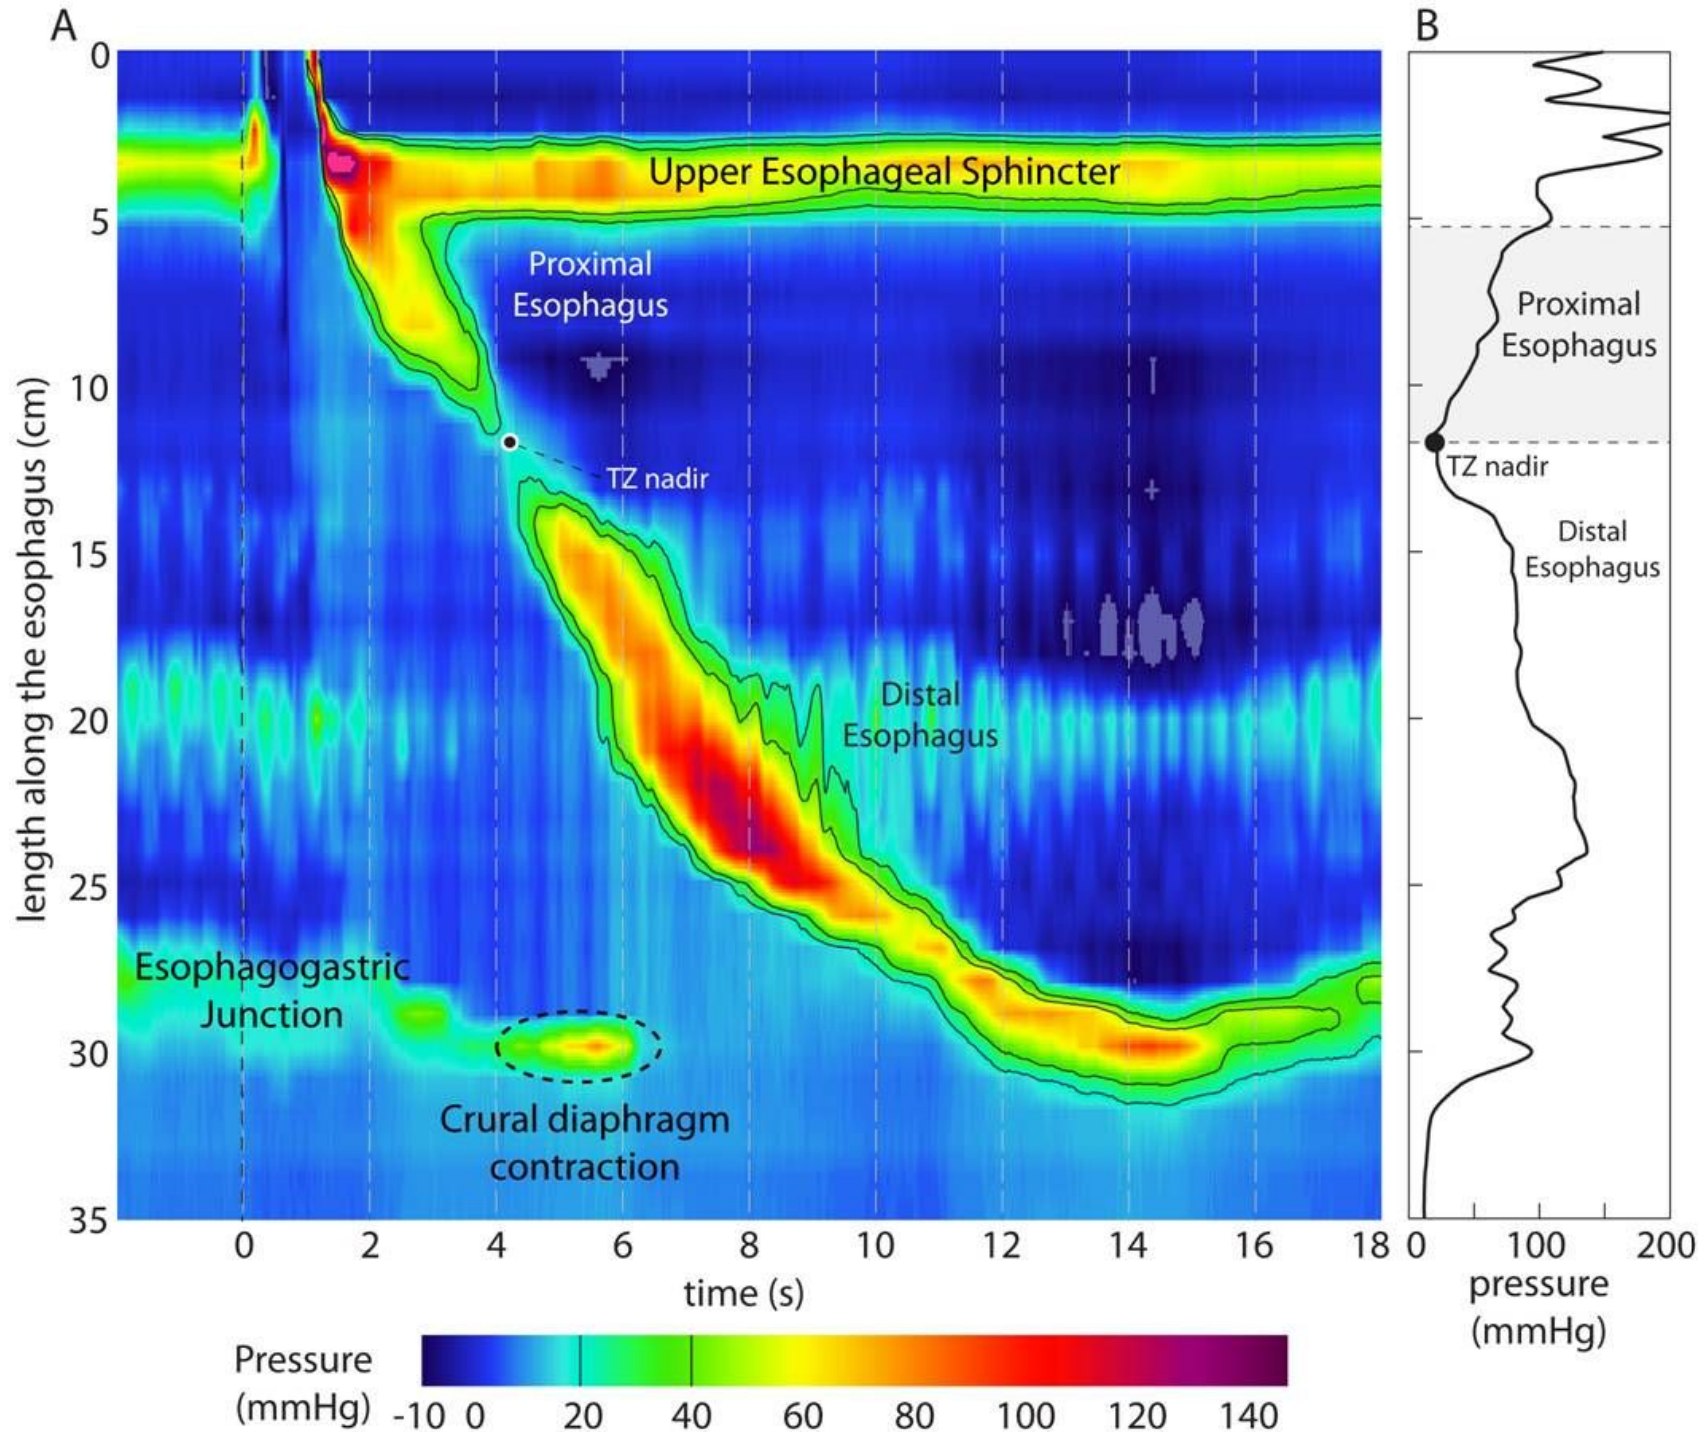 A
B
0
5
10
15
20
25
30
35
length along the esophagus (cm)
Upper Esophageal Sphincter
Proximal
Esophagus
TZ nadir
Distal
Esophagus
Esophagogastric
Junction
Crural diaphragm
contraction
0 2 4 6 8 10 12 14 16 18
time (s)
Proximal
Esophagus
TZ nadir
Distal
Esophagus
0 100 200
pressure
(mmHg)
Pressure
(mmHg)
-10 0 20 40 60 80 100 120 140